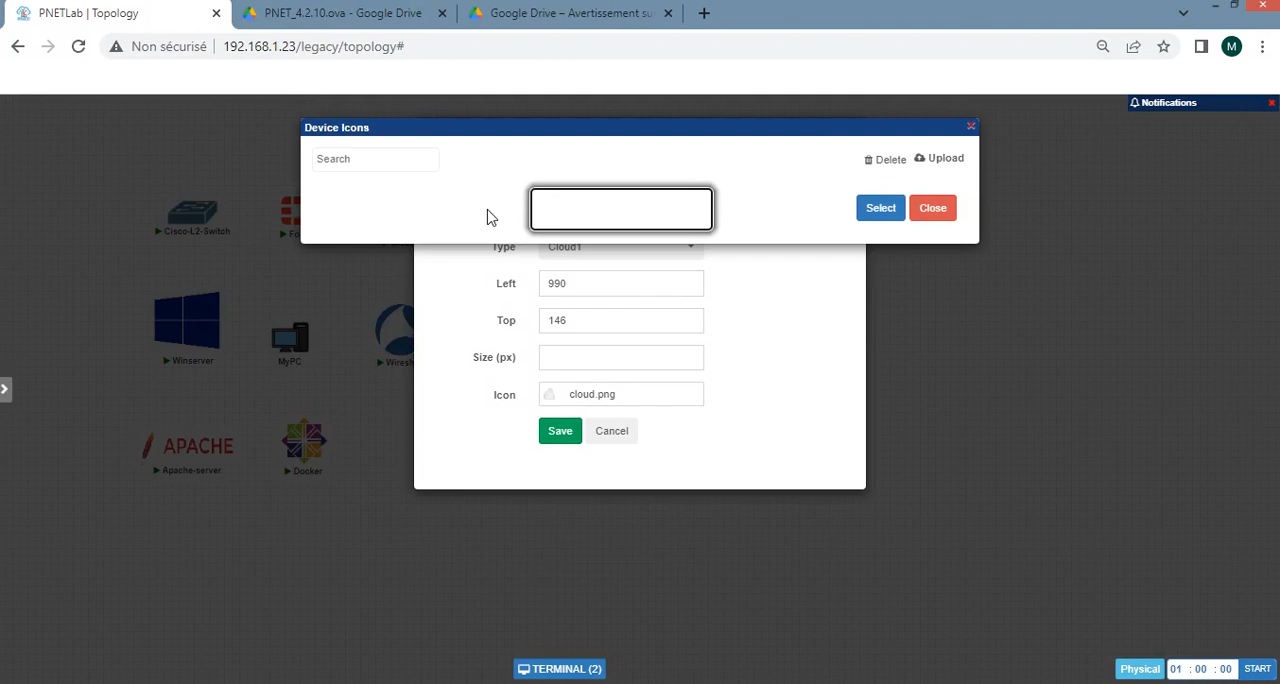 PNETLab | Topology
PNET_4.2.10.ova - Google Drive
Google Drive – Avertissement su
Non sécurisé
192.168.1.23/legacy/topology#
M
Notifications
Device Icons
Search
Delete
Upload
Select
Close
Cisco-L2-Switch
Fo
Type
Cloud1
Left
990
Top
146
Winserver
MyPC
Wiresh
Size (px)
Icon
cloud.png
Save
Cancel
APACHE
Apache-server
Docker
TERMINAL (2)
Physical
01 : 00 : 00
START